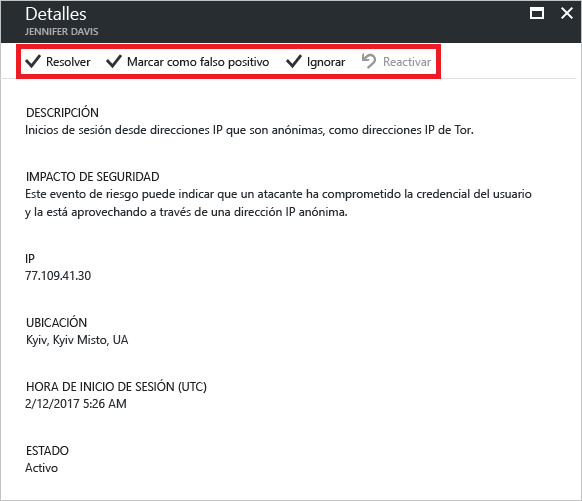 Detalles
JENNIFER DAVIS
Resolver Marcar como falso positivo Ignorar Reactivar
DESCRIPCIÓN
Inicios de sesión desde direcciones IP que son anónimas, como direcciones IP de Tor.
IMPACTO DE SEGURIDAD
Este evento de riesgo puede indicar que un atacante ha comprometido la credencial del usuario
y la está aprovechando a través de una dirección IP anónima.
IP
77.109.41.30
UBICACIÓN
Kyiv, Kyiv Misto, UA
HORA DE INICIO DE SESIÓN (UTC)
2/12/2017 5:26 AM
ESTADO
Activo